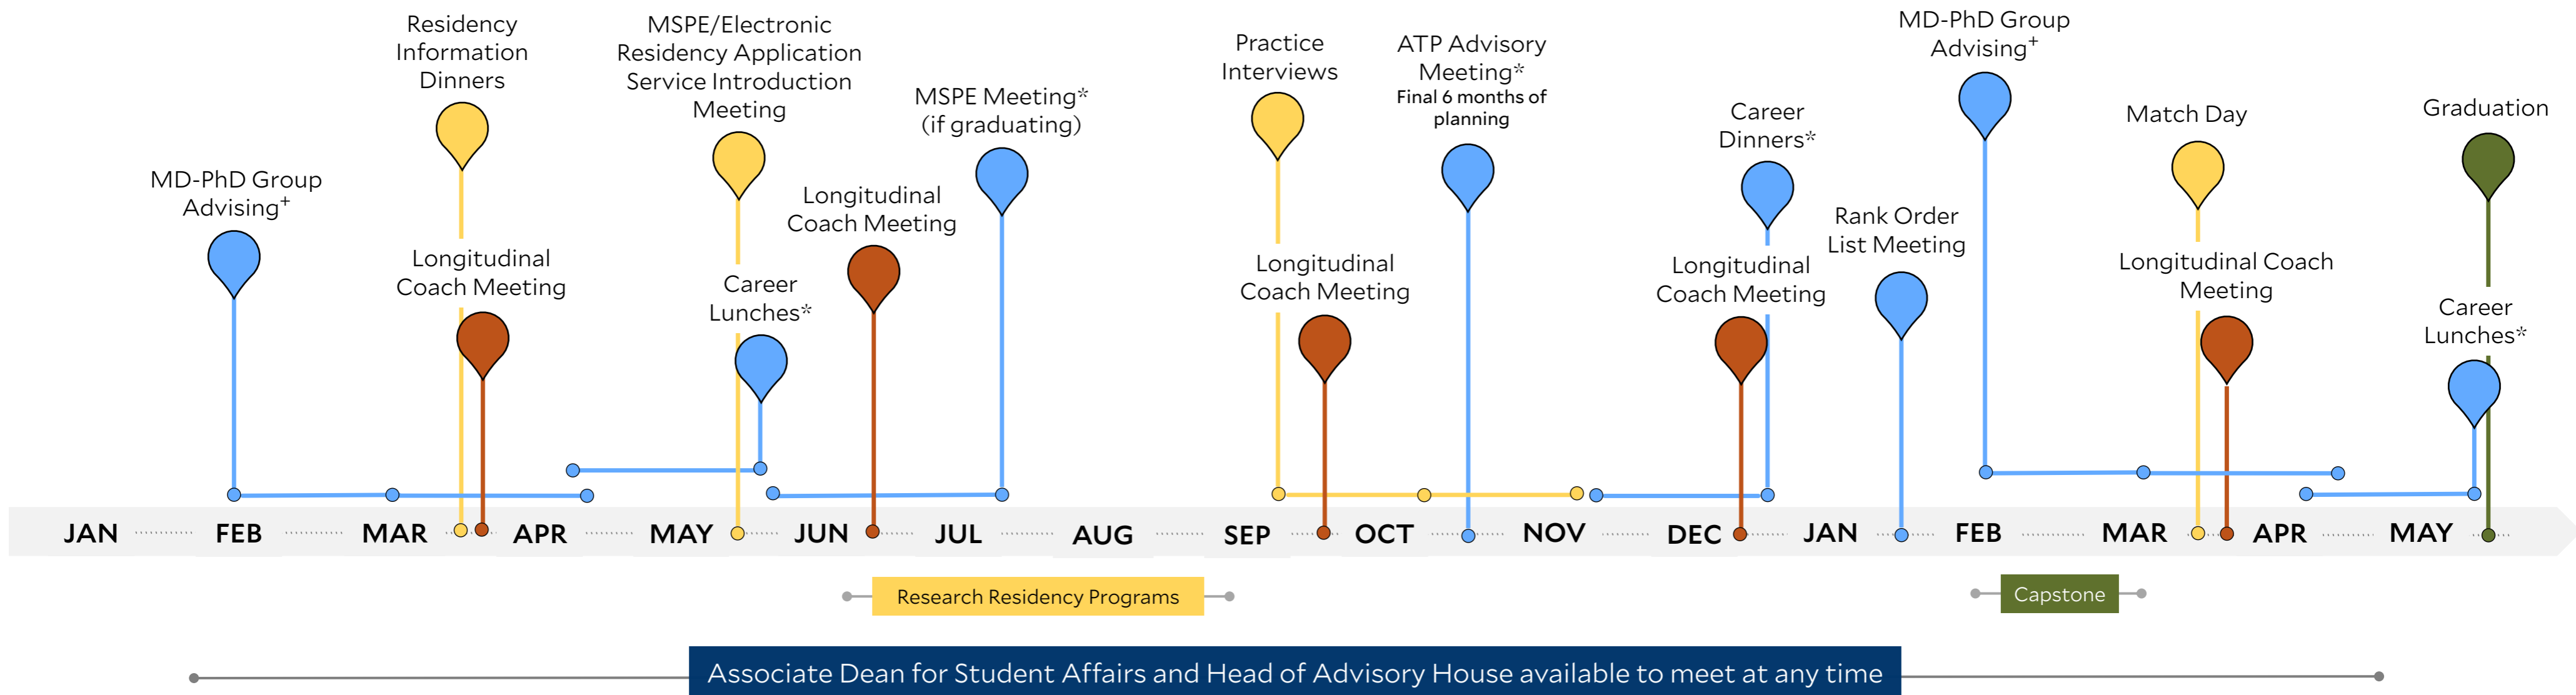 MD-PhD Group
Advising+
Residency
Information
Dinners
Longitudinal
Coach Meeting
MSPE/Electronic
Residency Application
Service Introduction
Meeting
Career
Lunches*
Longitudinal
Coach Meeting
MSPE Meeting*
(if graduating)
Practice
Interviews
Longitudinal
Coach Meeting
ATP Advisory
Meeting*
Final 6 months of
planning
Longitudinal
Coach Meeting
Career
Dinners*
Rank Order
List Meeting
MD-PhD Group
Advising+
Match Day
Longitudinal Coach
Meeting
Graduation
Career
Lunches*
JAN FEB MAR APR MAY JUN JUL AUG SEP OCT NOV DEC JAN FEB MAR APR MAY
Research Residency Programs
Capstone
Associate Dean for Student Affairs and Head of Advisory House available to meet at any time